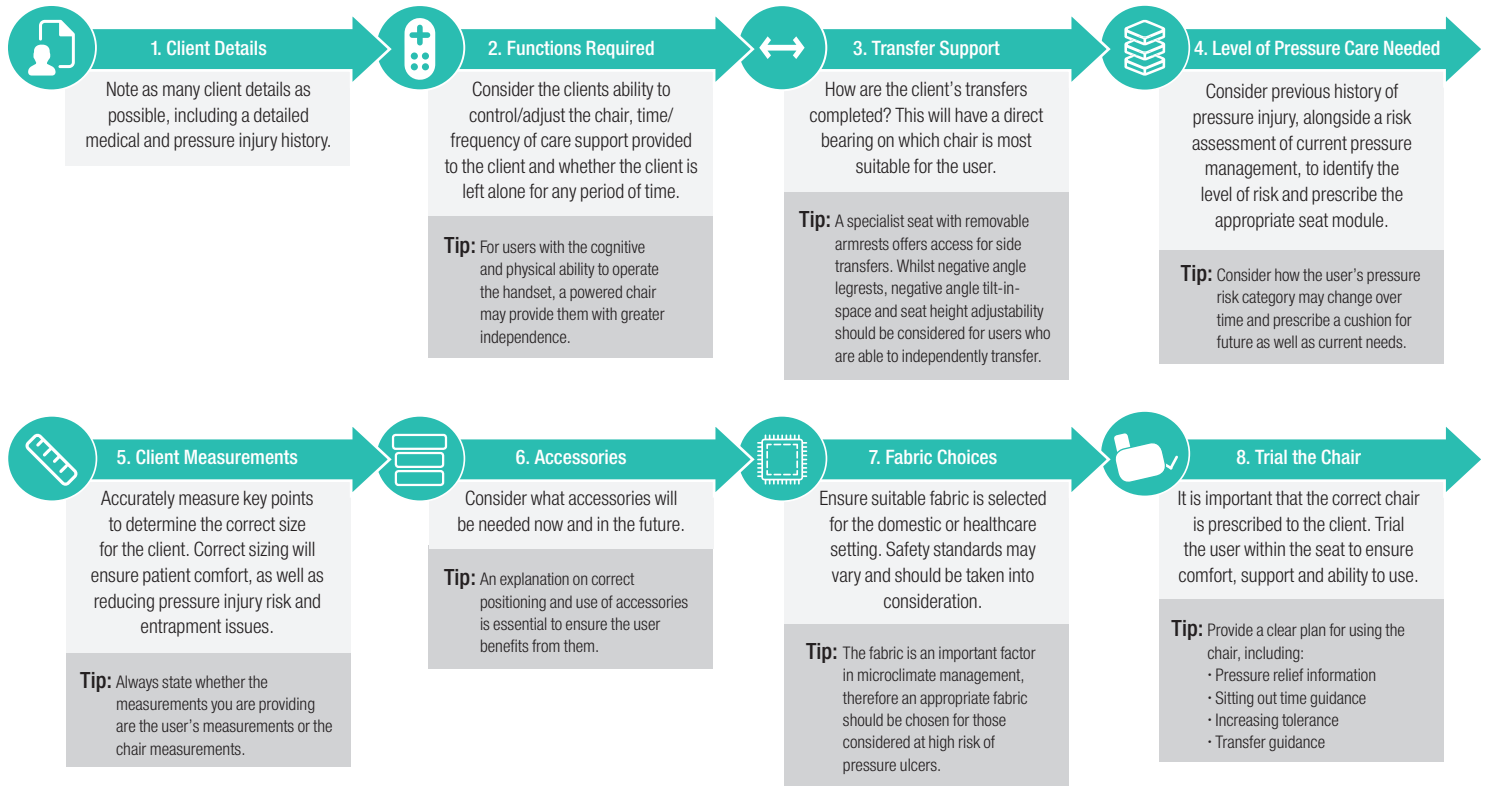 1. Client Details
Note as many client details as
possible, including a detailed
medical and pressure injury history.
2. Functions Required
Consider the clients ability to
control/adjust the chair, time/
frequency of care support provided
to the client and whether the client is
left alone for any period of time.
Tip: For users with the cognitive
and physical ability to operate
the handset, a powered chair
may provide them with greater
independence.
3. Transfer Support
How are the client's transfers
completed? This will have a direct
bearing on which chair is most
suitable for the user.
Tip: A specialist seat with removable
armrests offers access for side
transfers. Whilst negative angle
legrests, negative angle tilt-in-
space and seat height adjustability
should be considered for users who
are able to independently transfer.
4. Level of Pressure Care Needed
Consider previous history of
pressure injury, alongside a risk
assessment of current pressure
management, to identify the
level of risk and prescribe the
appropriate seat module.
Tip: Consider how the user's pressure
risk category may change over
time and prescribe a cushion for
future as well as current needs.
5. Client Measurements
Accurately measure key points
to determine the correct size
for the client. Correct sizing will
ensure patient comfort, as well as
reducing pressure injury risk and
entrapment issues.
Tip: Always state whether the
measurements you are providing
are the user's measurements or the
chair measurements.
6. Accessories
Consider what accessories will
be needed now and in the future.
Tip: An explanation on correct
positioning and use of accessories
is essential to ensure the user
benefits from them.
7. Fabric Choices
Ensure suitable fabric is selected
for the domestic or healthcare
setting. Safety standards may
vary and should be taken into
consideration.
Tip: The fabric is an important factor
in microclimate management,
therefore an appropriate fabric
should be chosen for those
considered at high risk of
pressure ulcers.
8. Trial the Chair
It is important that the correct chair
is prescribed to the client. Trial
the user within the seat to ensure
comfort, support and ability to use.
Tip: Provide a clear plan for using the
chair, including:
· Pressure relief information
· Sitting out time guidance
· Increasing tolerance
· Transfer guidance